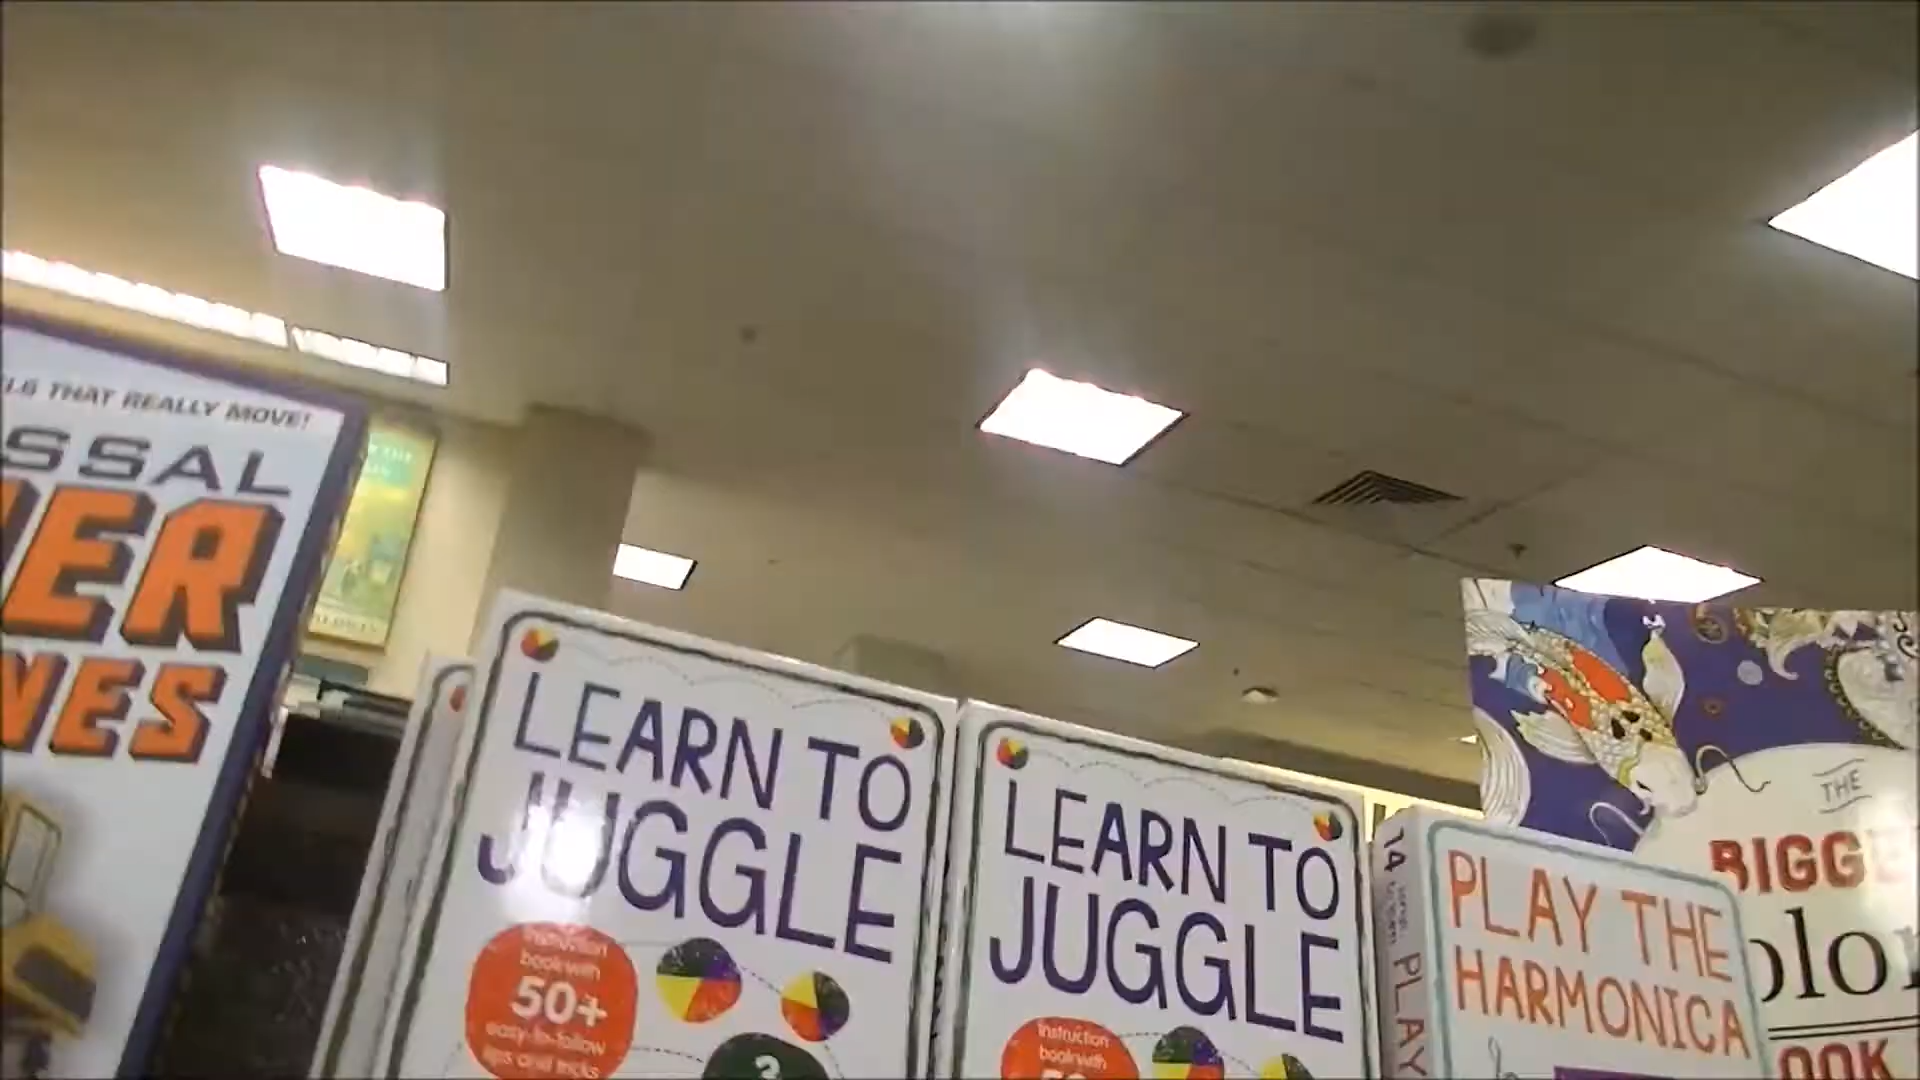 THAT REALLY MOVE!
SSAL
ER
NES
LEARN TO
JUGGLE
Instruction
book with
50+
easy-to-follow
tips and tricks
3
LEARN TO
JUGGLE
Instruction
book with
14
PLAY
PLAY THE
HARMONICA
THE
BIGGE
olor
OOK